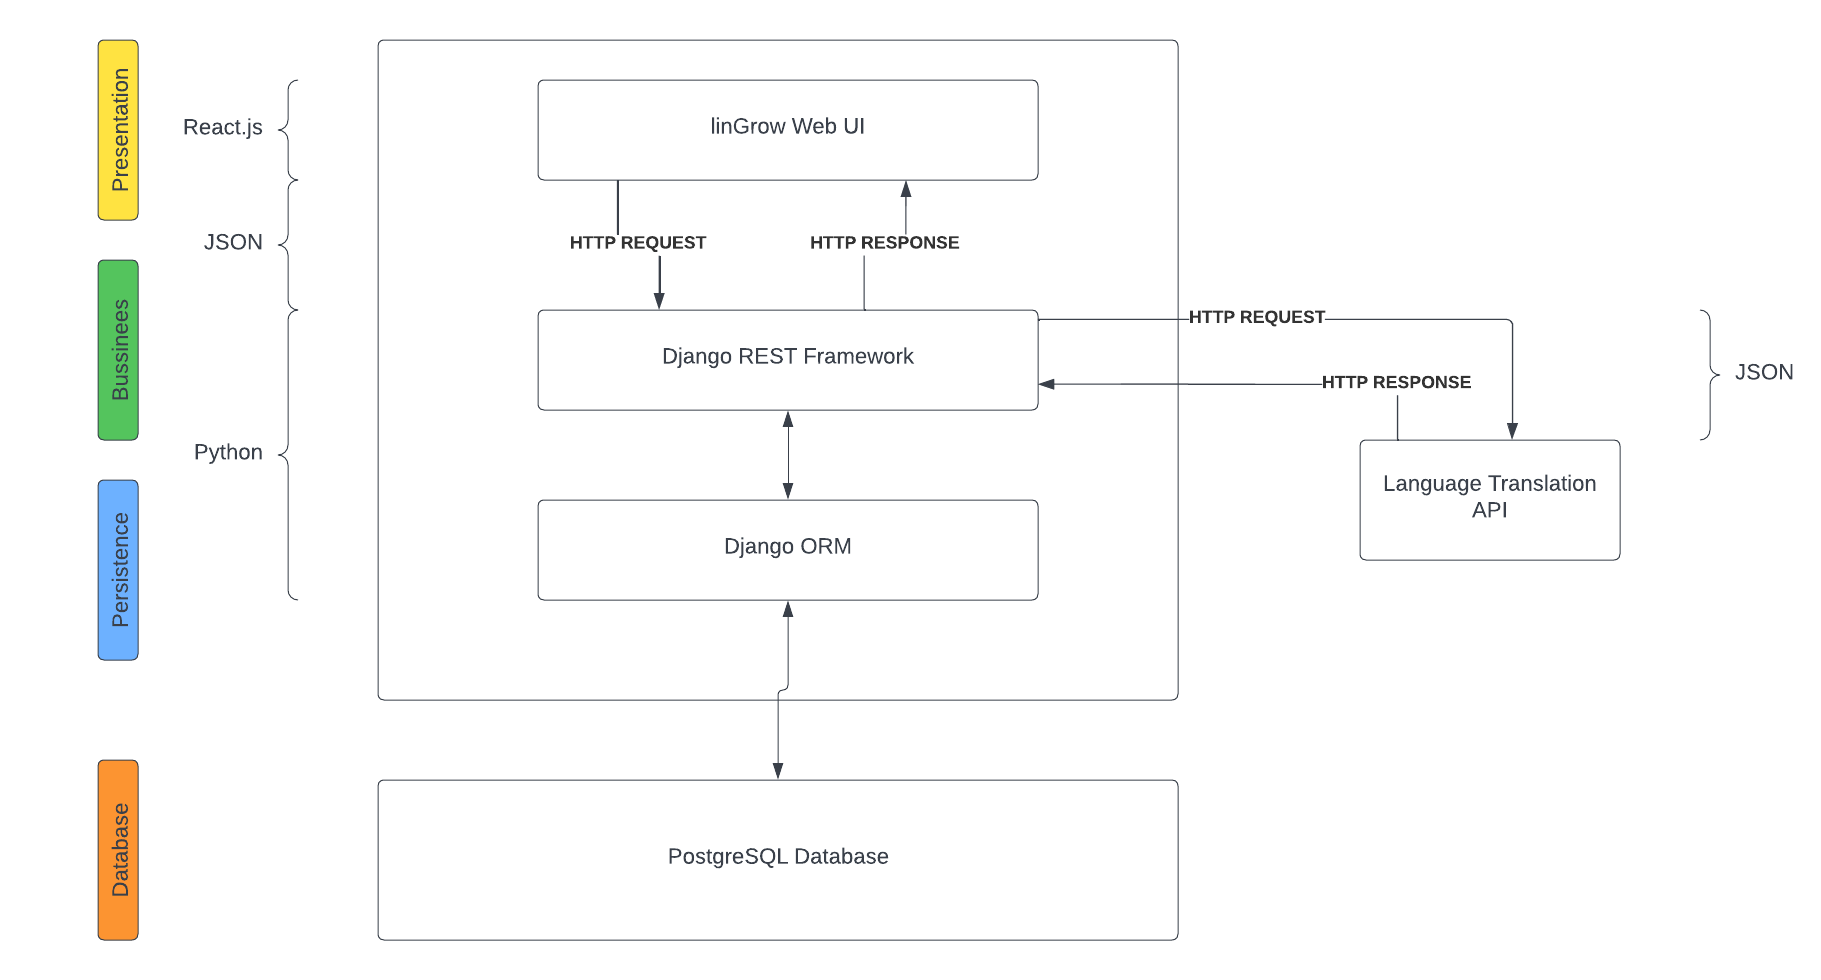 Presentation
React.js
linGrow Web UI
JSON
HTTP REQUEST
HTTP RESPONSE
Bussinees
Django REST Framework
HTTP REQUEST
HTTP RESPONSE
JSON
Python
Language Translation
API
Persistence
Django ORM
Database
PostgreSQL Database